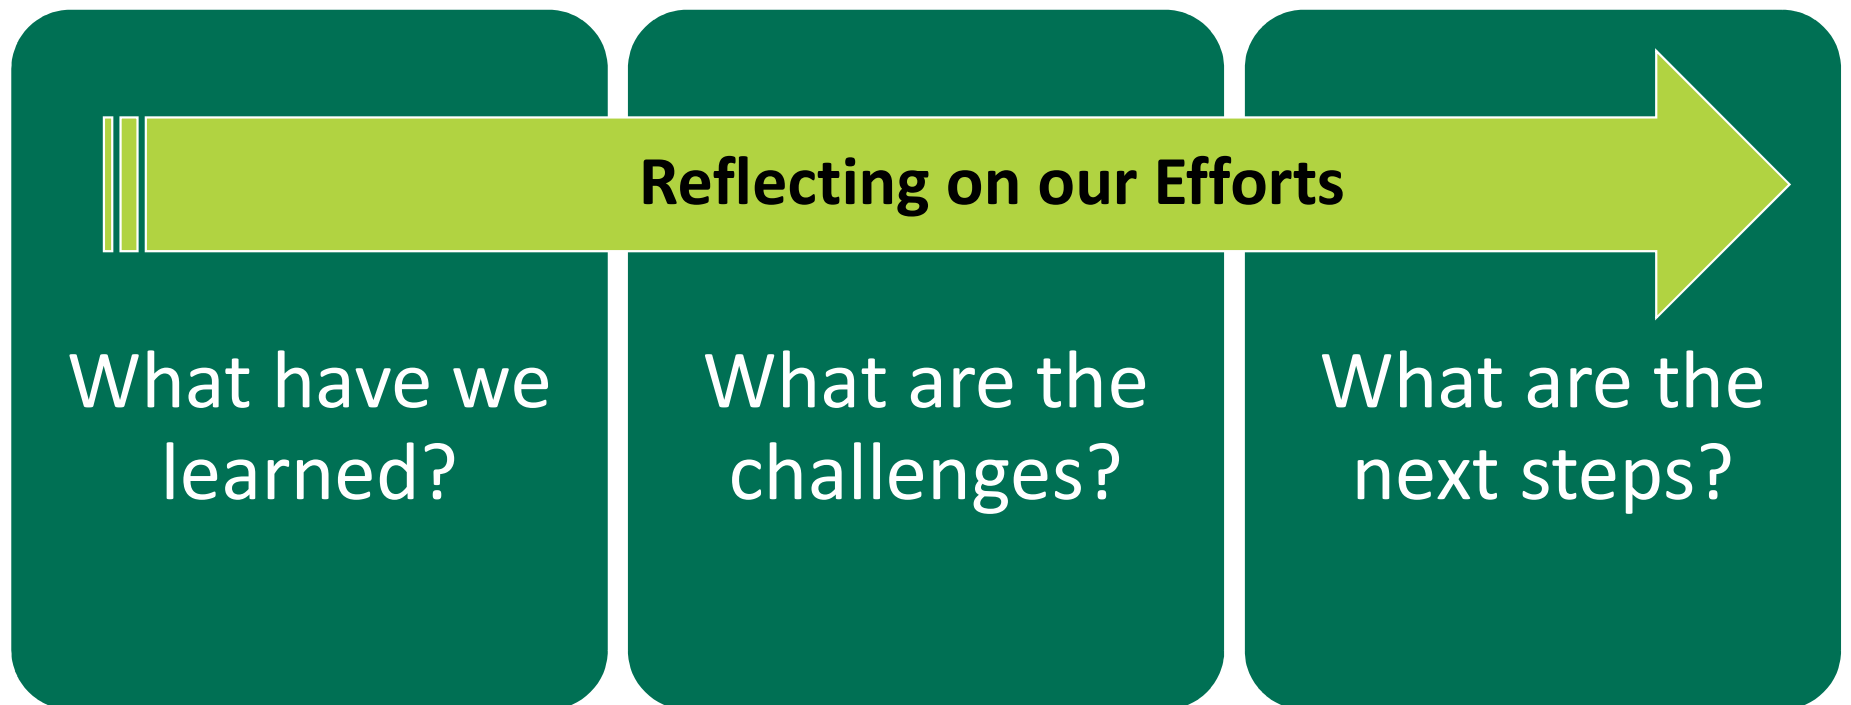 Reflecting on our Efforts
What have we
learned?
What are the
challenges?
What are the
next steps?